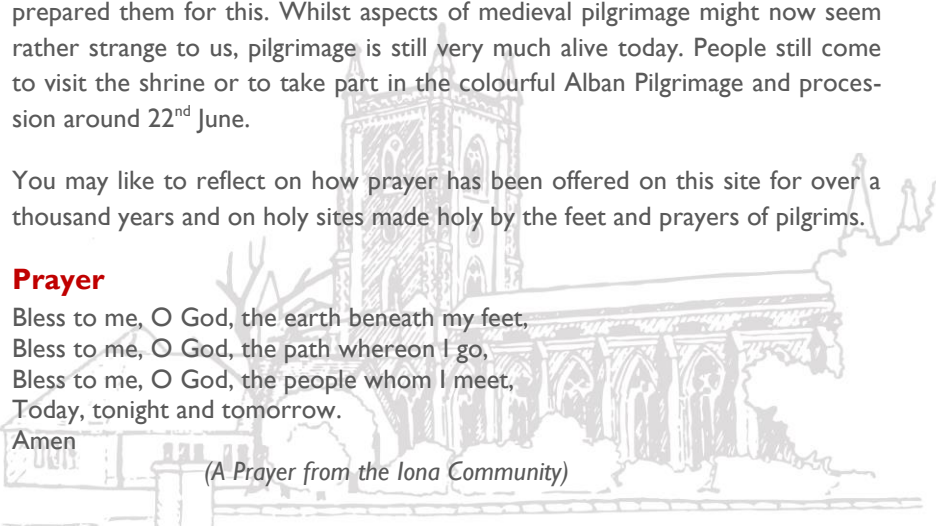 prepared them for this. Whilst aspects of medieval pilgrimage might now seem
rather strange to us, pilgrimage is still very much alive today. People still come
to visit the shrine or to take part in the colourful Alban Pilgrimage and proces-
sion around 22nd June.
You may like to reflect on how prayer has been offered on this site for over a
thousand years and on holy sites made holy by the feet and prayers of pilgrims.
Prayer
Bless to me, O God, the earth beneath my feet,
Bless to me, O God, the path whereon I go,
Bless to me, O God, the people whom I meet,
Today, tonight and tomorrow.
Amen
(A Prayer from the Iona Community)